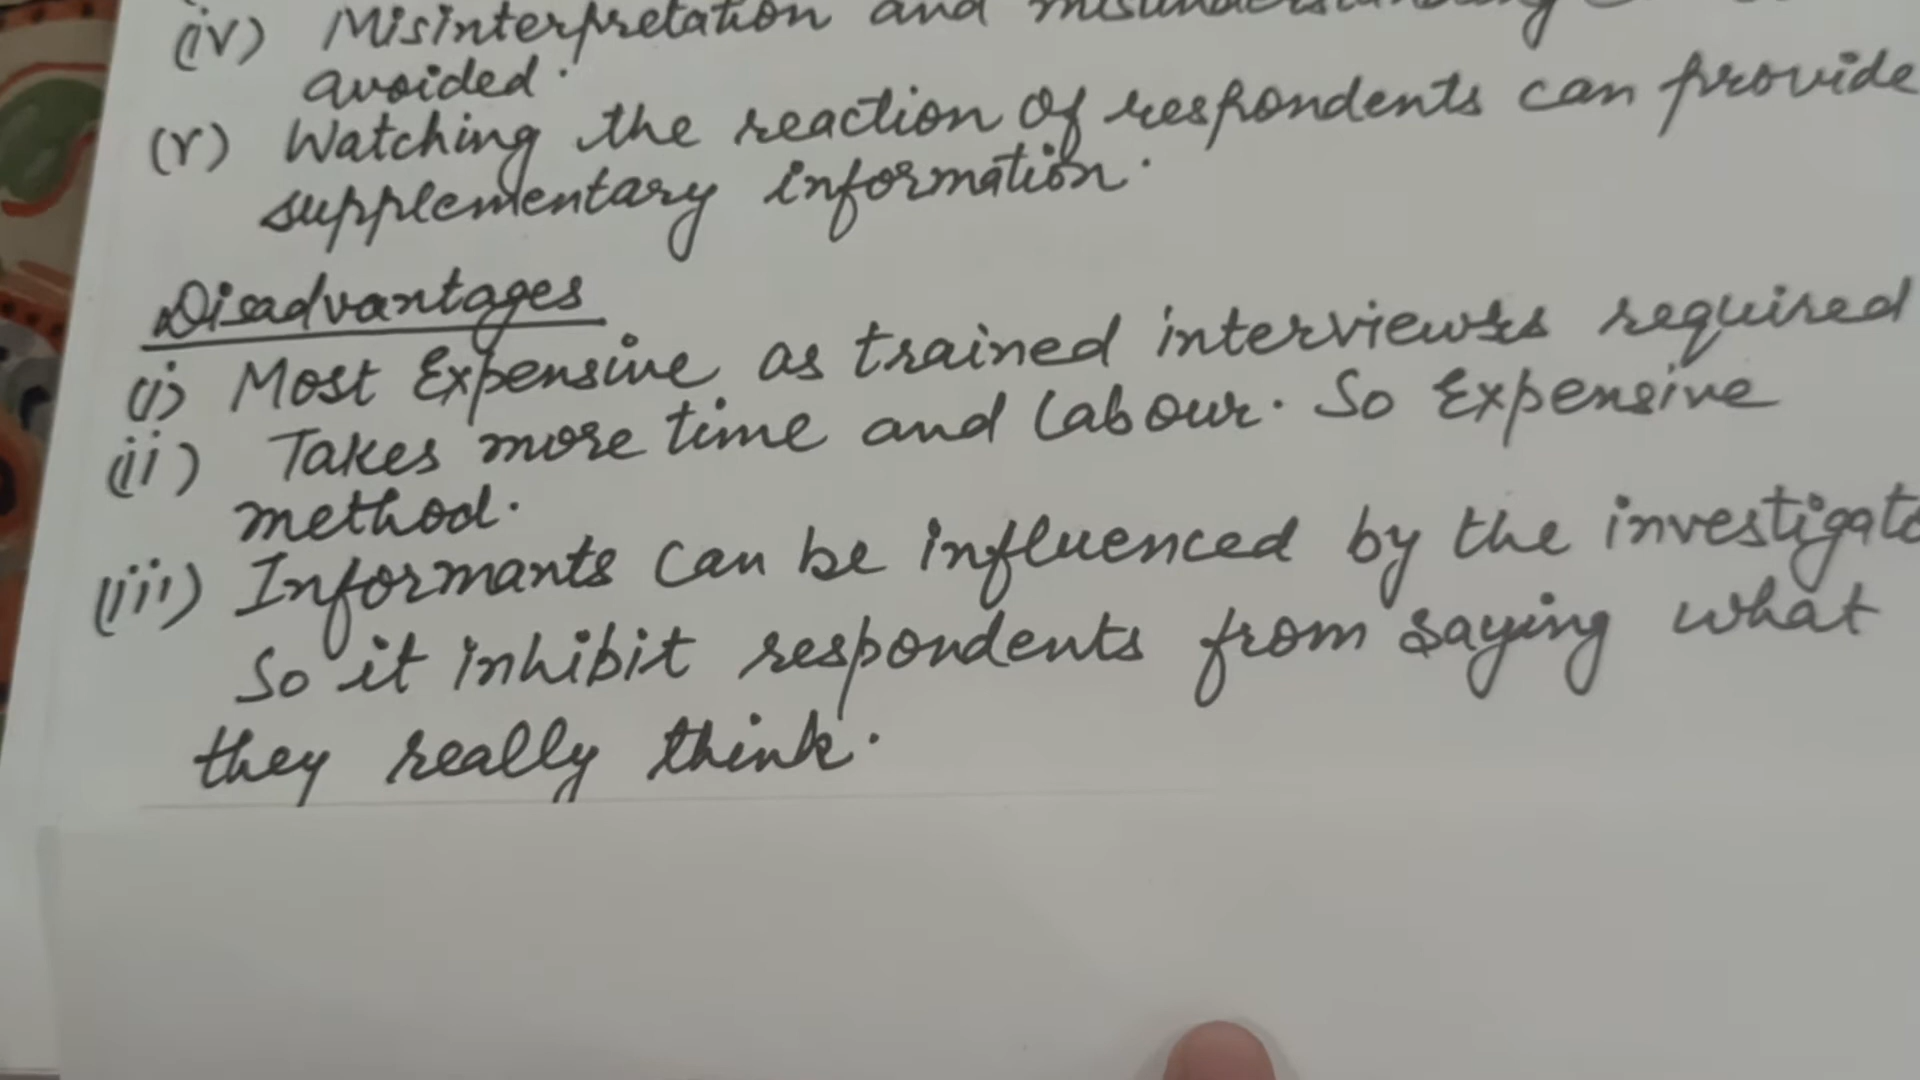 (iv) Misinterpretation and misunderstanding
avoided.
(v) Watching the reaction of respondents can provide
supplementary information.
Disadvantages
(i) Most Expensive as trained interviewers required
(ii) Takes more time and labour. So Expensive
method.
(iii) Informants can be influenced by the investigato
So it inhibit respondents from saying what
they really think.